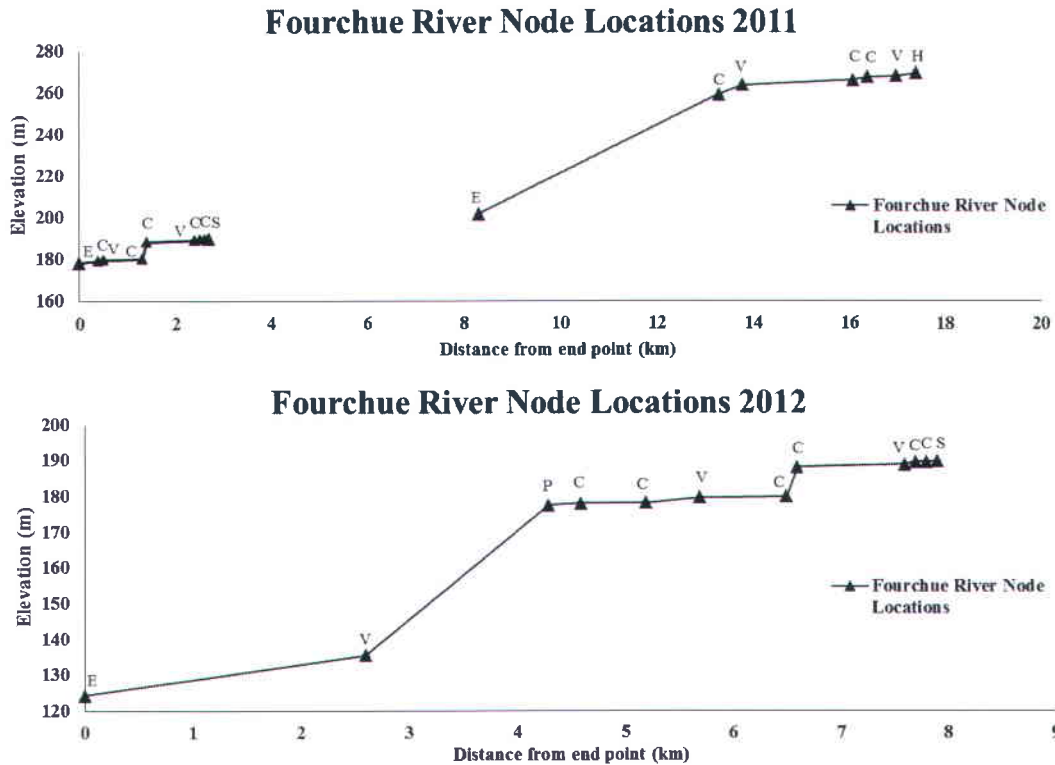 Fourchue River Node Locations 2011
280
260
240
220
200
180
160
Elevation (m)
E C V C C V C C S E C V C C V H
Fourchue River Node
Locations
0 2 4 6 8 10 12 14 16 18 20
Distance from end point (km)
Fourchue River Node Locations 2012
200
190
180
170
160
150
140
130
120
Elevation (m)
E V P C C V C C V C C S
Fourchue River Node
Locations
0 1 2 3 4 5 6 7 8 9
Distance from end point (km)